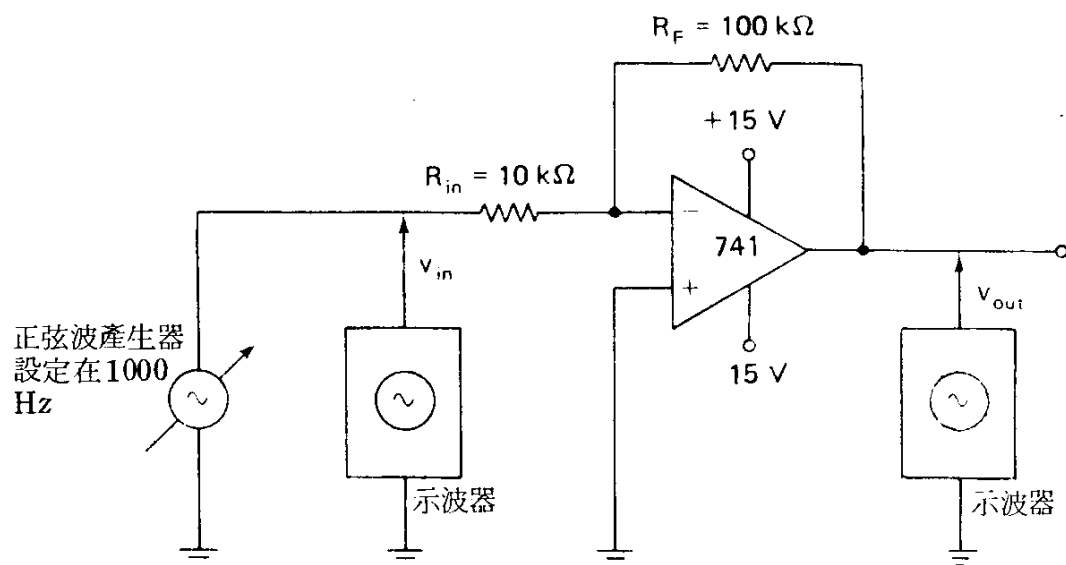 R_F = 100 kΩ
+15 V
R_in = 10 kΩ
−
741
+
v_in
v_out
15 V
正弦波產生器
設定在1000
Hz
示波器
示波器